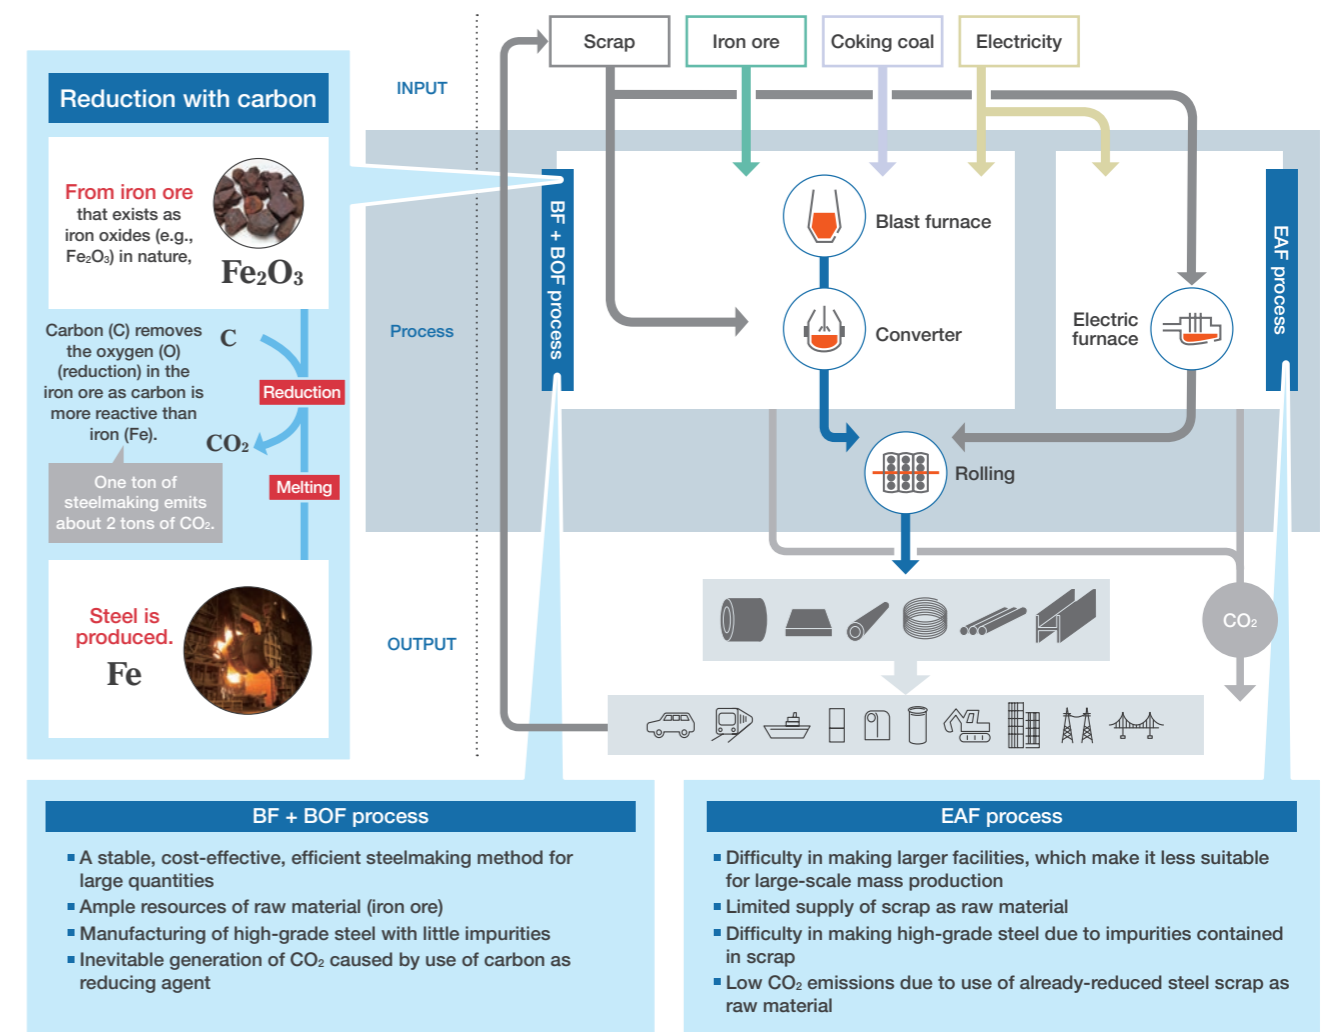 Scrap
Iron ore
Coking coal
Electricity
INPUT
Reduction with carbon
From iron ore
that exists as
iron oxides (e.g.,
Fe₂O₃) in nature,
Fe₂O₃
Carbon (C) removes
the oxygen (O)
(reduction) in the
iron ore as carbon is
more reactive than
iron (Fe).
C
Reduction
CO₂
Melting
One ton of
steelmaking emits
about 2 tons of CO₂.
Steel is
produced.
Fe
Process
BF + BOF process
Blast furnace
Converter
Electric
furnace
EAF process
Rolling
OUTPUT
CO₂
BF + BOF process
▪ A stable, cost-effective, efficient steelmaking method for
large quantities
▪ Ample resources of raw material (iron ore)
▪ Manufacturing of high-grade steel with little impurities
▪ Inevitable generation of CO₂ caused by use of carbon as
reducing agent
EAF process
▪ Difficulty in making larger facilities, which make it less suitable
for large-scale mass production
▪ Limited supply of scrap as raw material
▪ Difficulty in making high-grade steel due to impurities contained
in scrap
▪ Low CO₂ emissions due to use of already-reduced steel scrap as
raw material